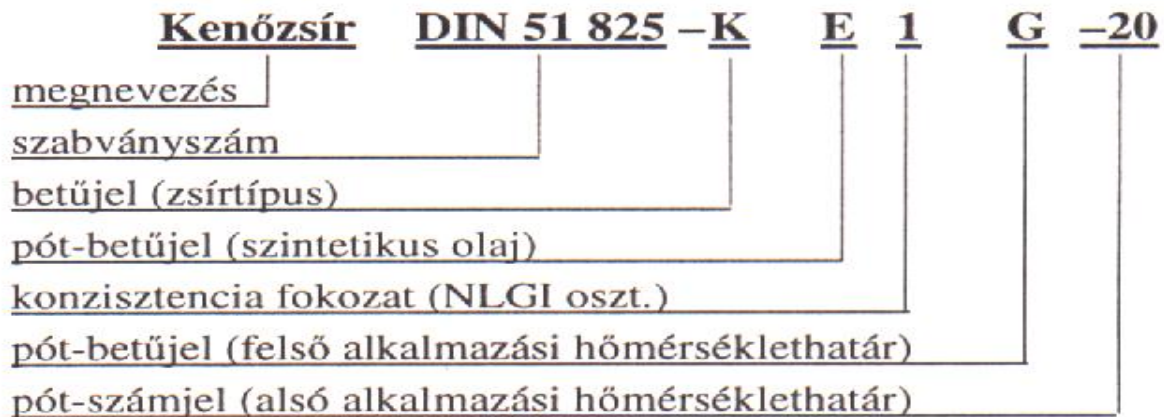 Kenőzsír DIN 51 825 –K E 1 G –20
megnevezés
szabványszám
betűjel (zsírtípus)
pót-betűjel (szintetikus olaj)
konzisztencia fokozat (NLGI oszt.)
pót-betűjel (felső alkalmazási hőmérséklethatár)
pót-számjel (alsó alkalmazási hőmérséklethatár)